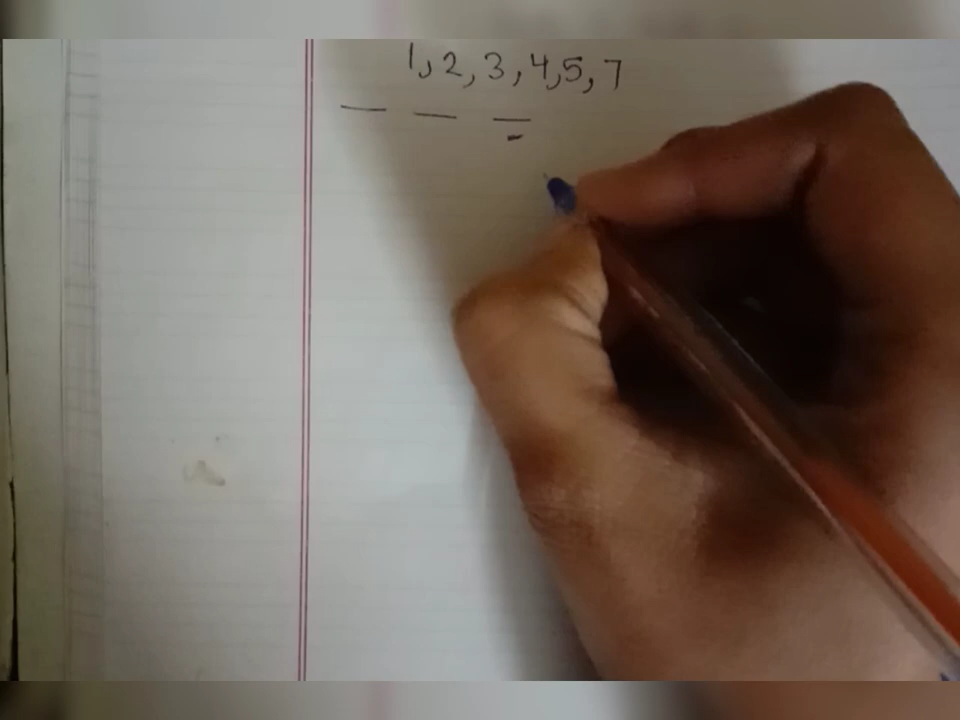 1, 2, 3, 4, 5, 7
_ _ _